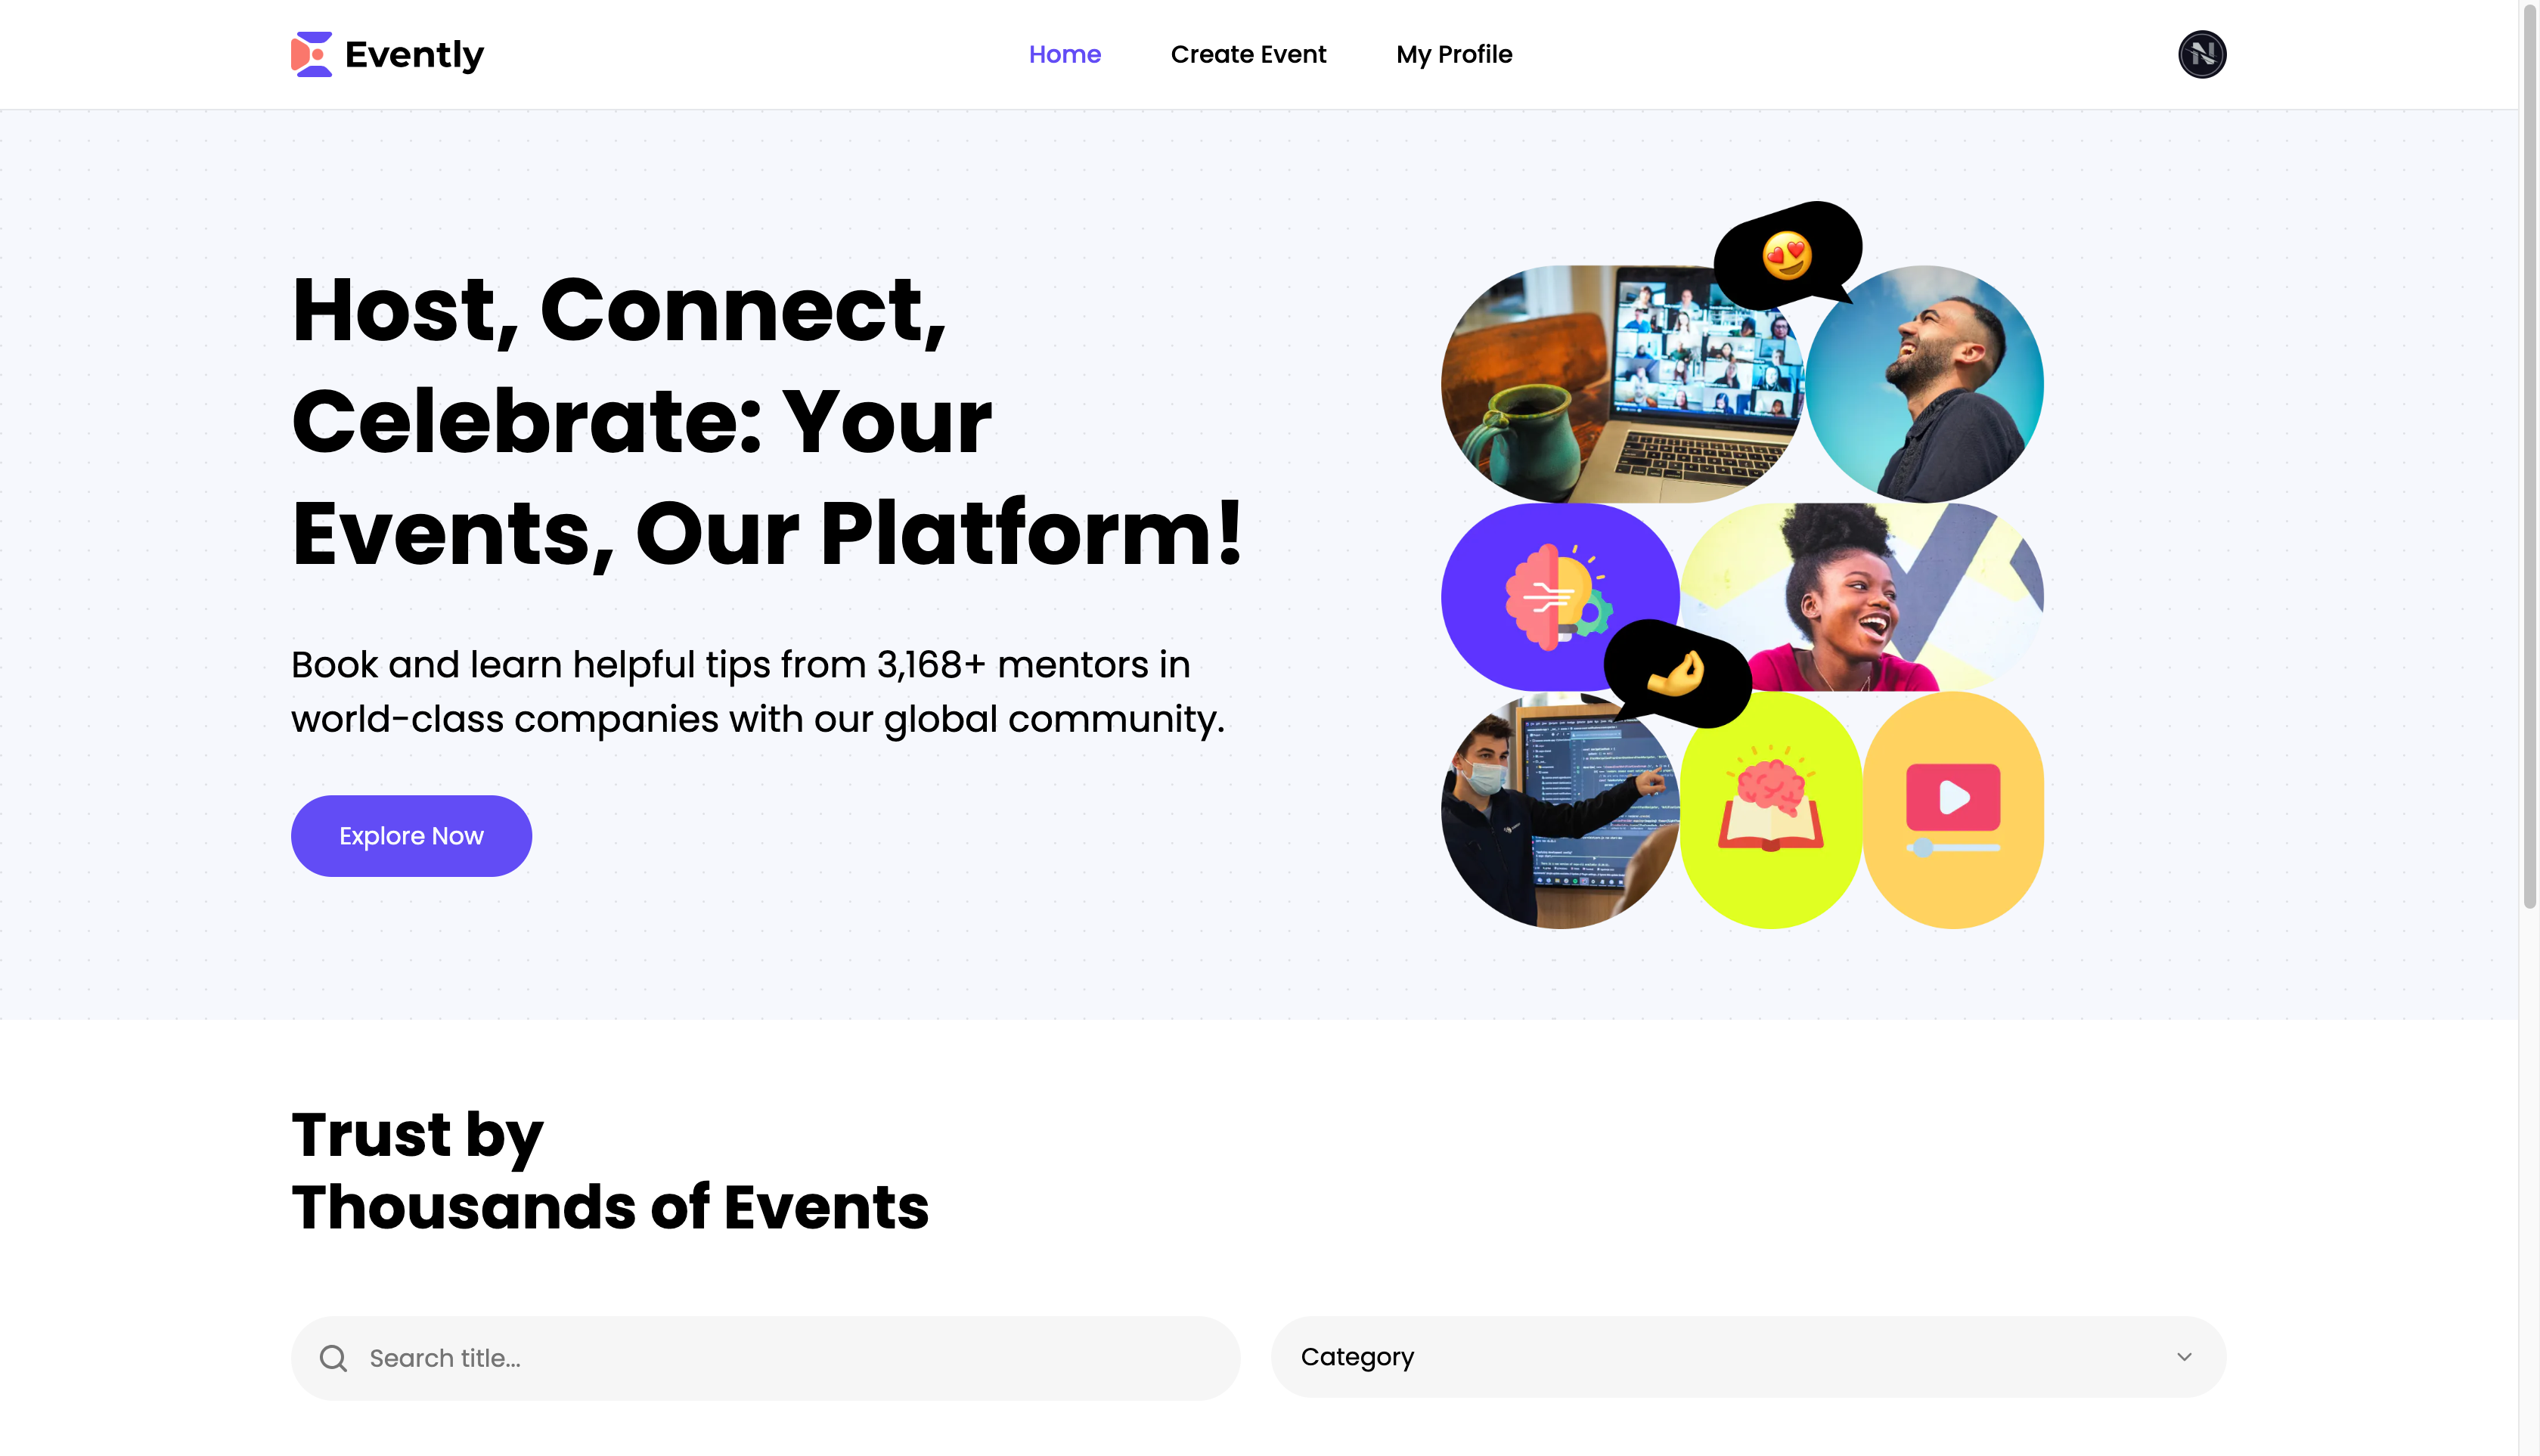 Evently
Home
Create Event
My Profile
Host, Connect,
Celebrate: Your
Events, Our Platform!
Book and learn helpful tips from 3,168+ mentors in
world-class companies with our global community.
Explore Now
Trust by
Thousands of Events
Search title...
Category